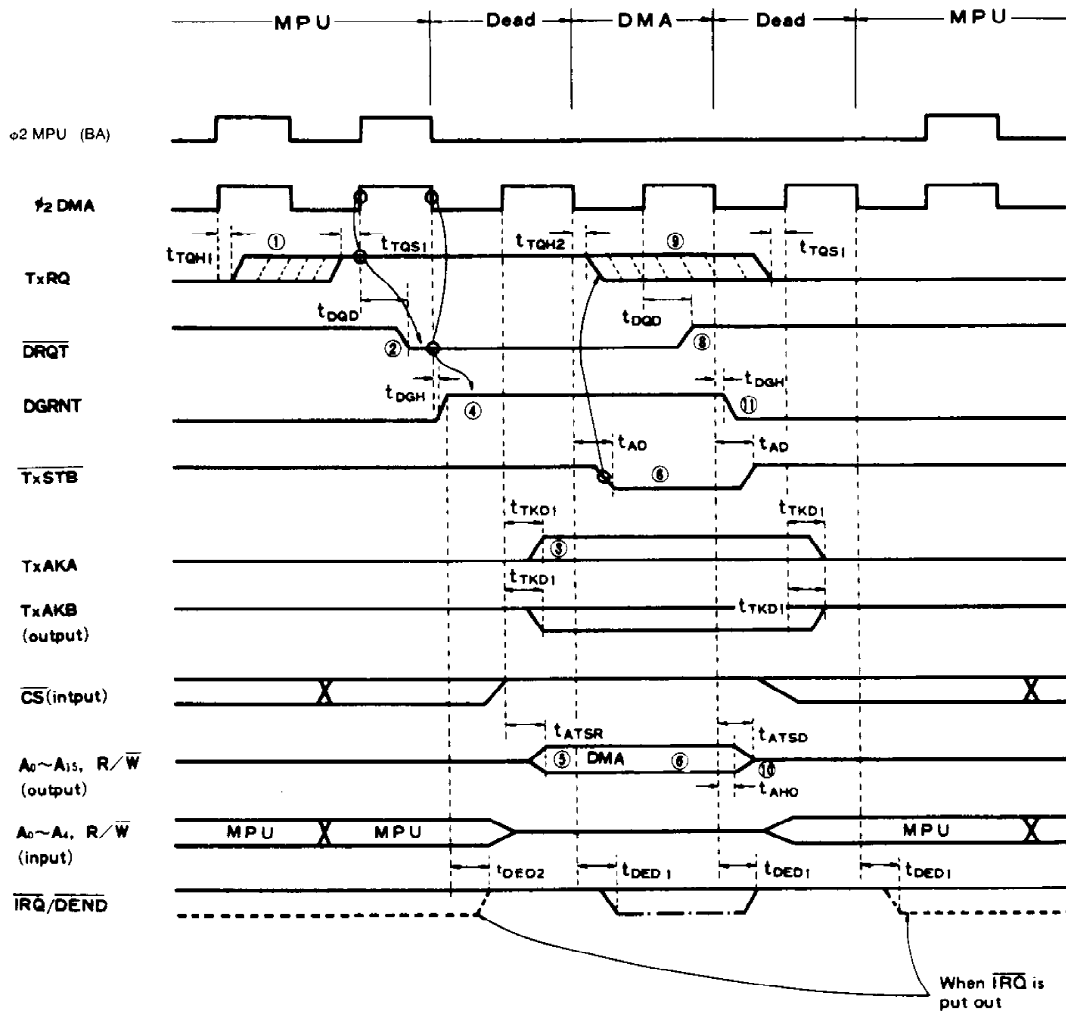 MPU Dead DMA Dead MPU
φ2 MPU (BA)
φ2 DMA
tTQH1 ① tTQS1 tTQH2 ⑨ tTQS1
TxRQ
tDQD tDQD
DRQT ② ⑧
tDGH tDGH
DGRNT ④ ⑪
tAD tAD
TxSTB ⑥
tTKD1 tTKD1
TxAKA ③
tTKD1
TxAKB tTKD1
(output)
CS(intput)
tATSR tATSD
A0~A15, R/W ⑤ DMA ⑥ ⑩
(output) tAHO
A0~A4, R/W MPU MPU MPU
(input)
tDED2 tDED1 tDED1 tDED1
IRQ/DEND
When IRQ is
put out